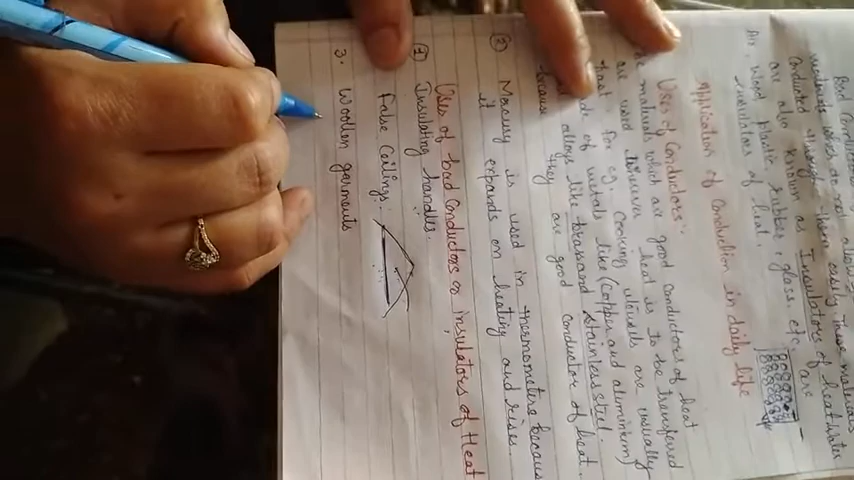 Bad Conductors
materials which do not allow
conducted through them easily. These materials
are also known as Insulators of heat. Water
Air, Wood, plastic, rubber, glass, etc. are
insulators of heat.
Application of Conduction in daily life
Uses of Conductors:-
The materials which are good conductors of heat
are used wherever heat is to be transferred
fast. For eg. Cooking utensils are usually
made of metals like (Copper and aluminium)
alloys like brass and stainless steel
because they are good conductor of heat.
② Mercury is used in thermometers because
it expands on heating and rises.
Uses of bad Conductors or insulators of Heat
① Insulating handles.
False Ceilings.
3. Woollen garments